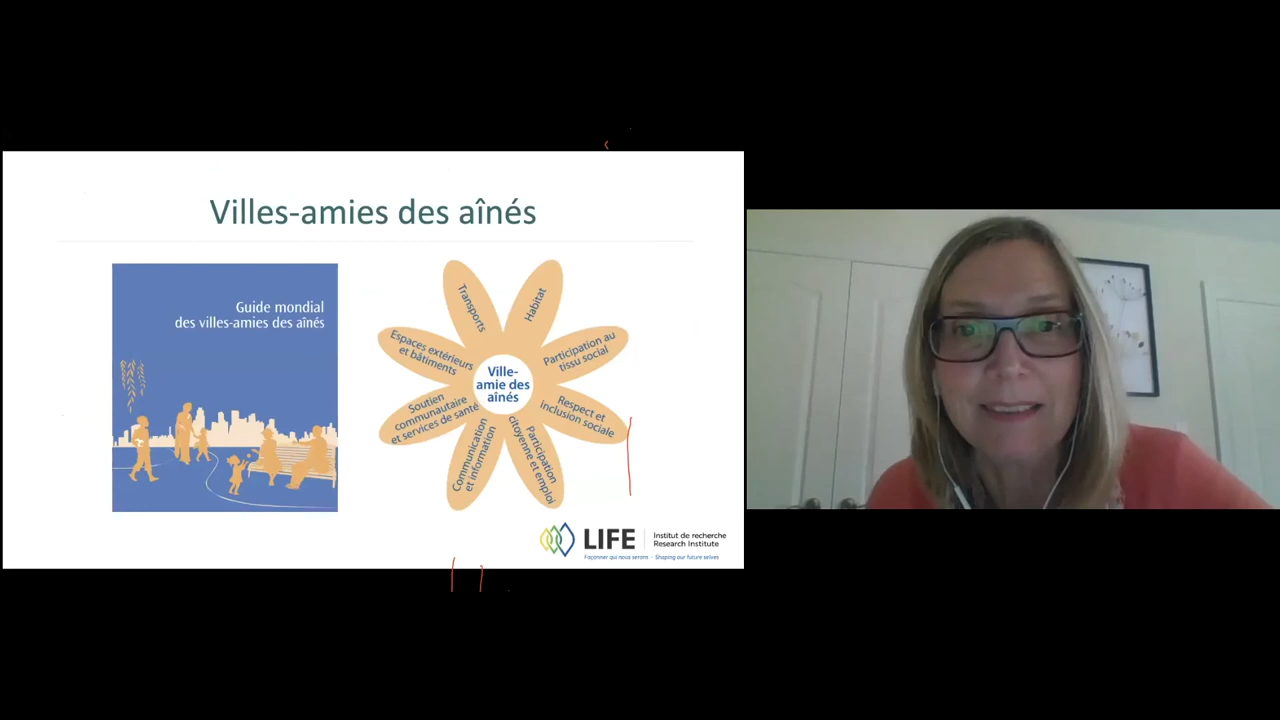 Villes-amies des aînés
Guide mondial
des villes-amies des aînés
Transports
Habitat
Espaces extérieurs
et bâtiments
Participation au
tissu social
Ville-
amie des
aînés
Soutien
communautaire
et services de santé
Respect et
inclusion sociale
Communication
et information
Participation
citoyenne et emploi
LIFE
Institut de recherche
Research Institute
Façonner qui nous serons - Shaping our future selves